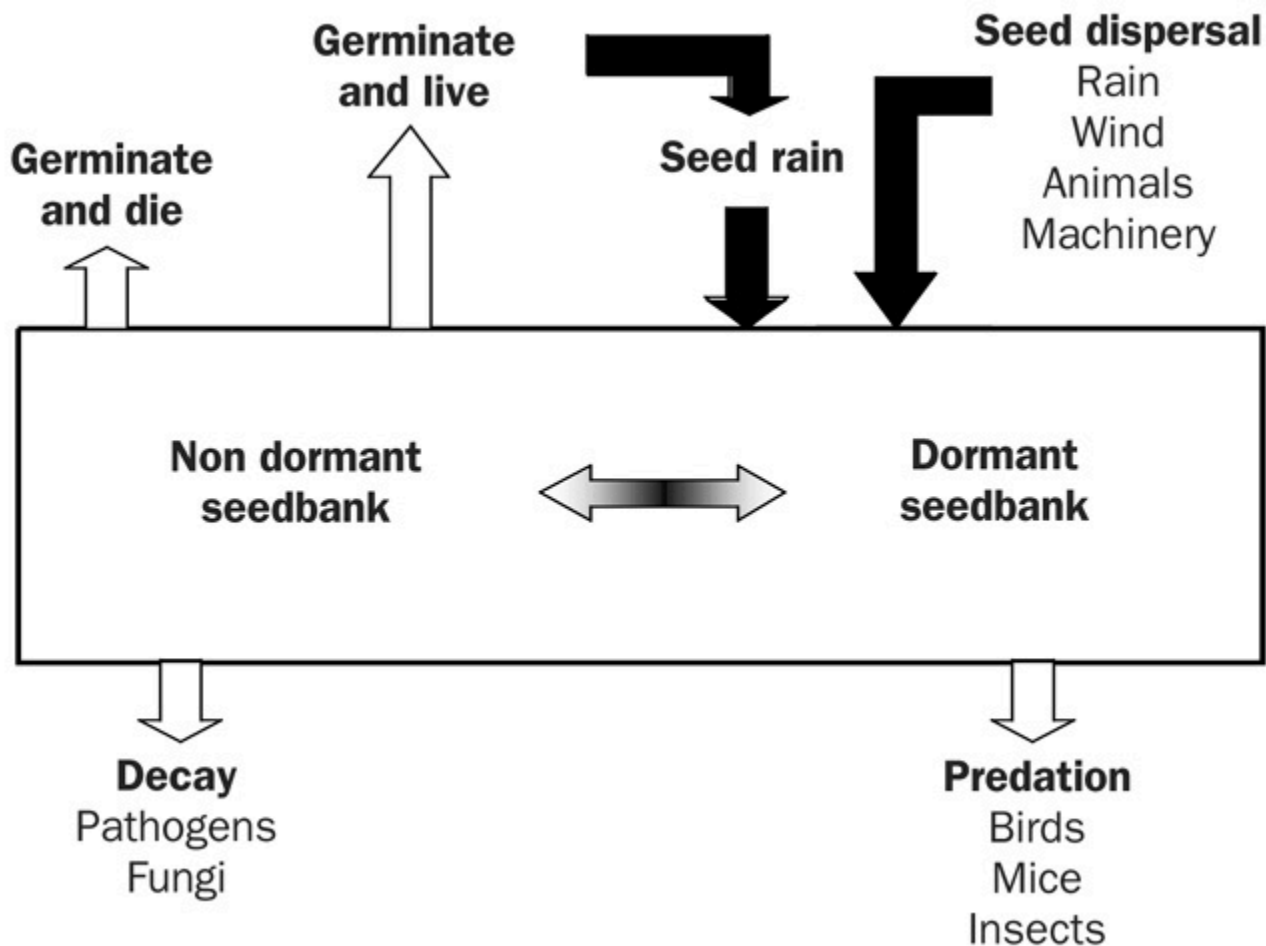 Germinate
and live
Seed dispersal
Rain
Wind
Animals
Machinery
Germinate
and die
Seed rain
Non dormant
seedbank
Dormant
seedbank
Decay
Pathogens
Fungi
Predation
Birds
Mice
Insects